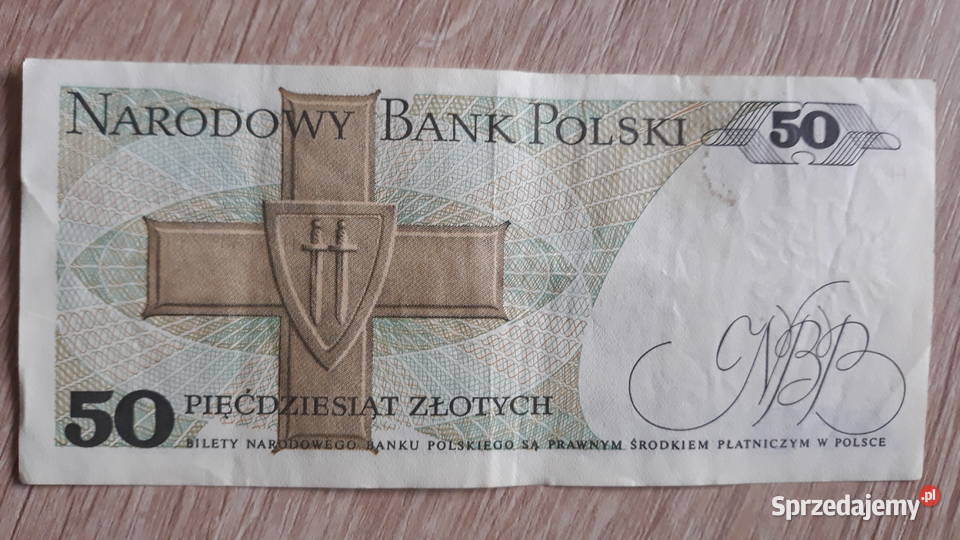 NARODOWY BANK POLSKI 50
NBP
50 PIĘĆDZIESIĄT ZŁOTYCH
BILETY NARODOWEGO BANKU POLSKIEGO SĄ PRAWNYM ŚRODKIEM PŁATNICZYM W POLSCE
Sprzedajemy.pl